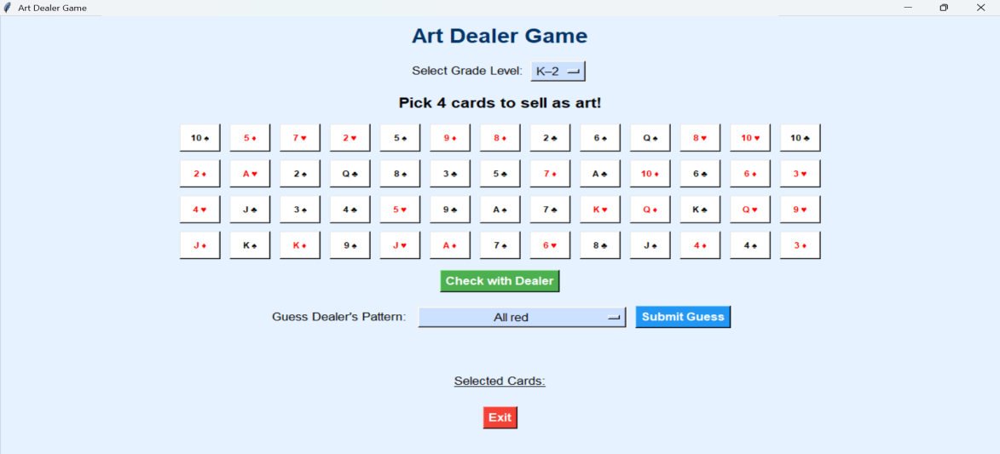 Art Dealer Game
Art Dealer Game
Select Grade Level: K–2
Pick 4 cards to sell as art!
10♠ 5♦ 7♥ 2♥ 5♠ 9♦ 8♦ 2♣ 6♠ Q♠ 8♥ 10♥ 10♣
2♦ A♥ 2♠ Q♣ 8♠ 3♣ 5♣ 7♦ A♣ 10♦ 6♣ 6♦ 3♥
4♥ J♣ 3♠ 4♣ 5♥ 9♣ A♠ 7♣ K♥ Q♦ K♣ Q♥ 9♥
J♦ K♠ K♦ 9♠ J♥ A♦ 7♠ 6♥ 8♣ J♠ 4♦ 4♠ 3♦
Check with Dealer
Guess Dealer's Pattern: All red Submit Guess
Selected Cards:
Exit